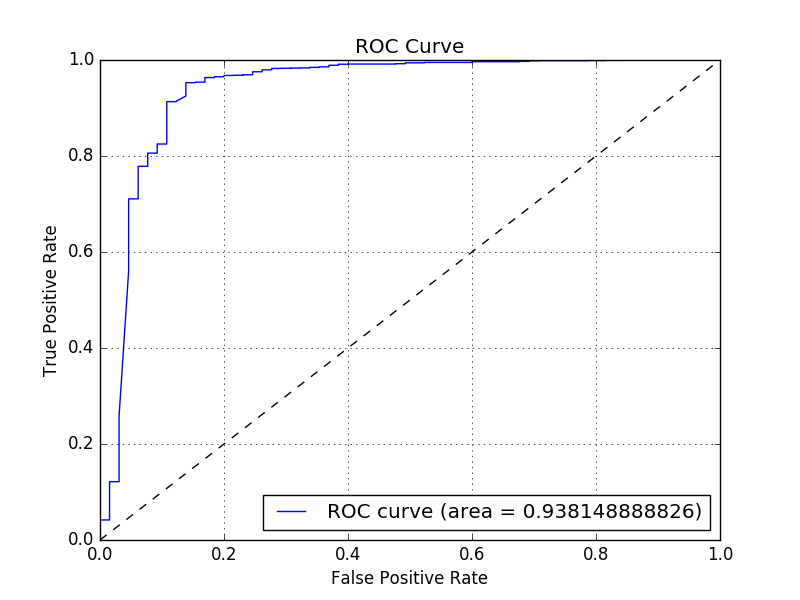 ROC Curve
1.0
0.8
0.6
0.4
0.2
0.0
True Positive Rate
ROC curve (area = 0.938148888826)
0.0 0.2 0.4 0.6 0.8 1.0
False Positive Rate